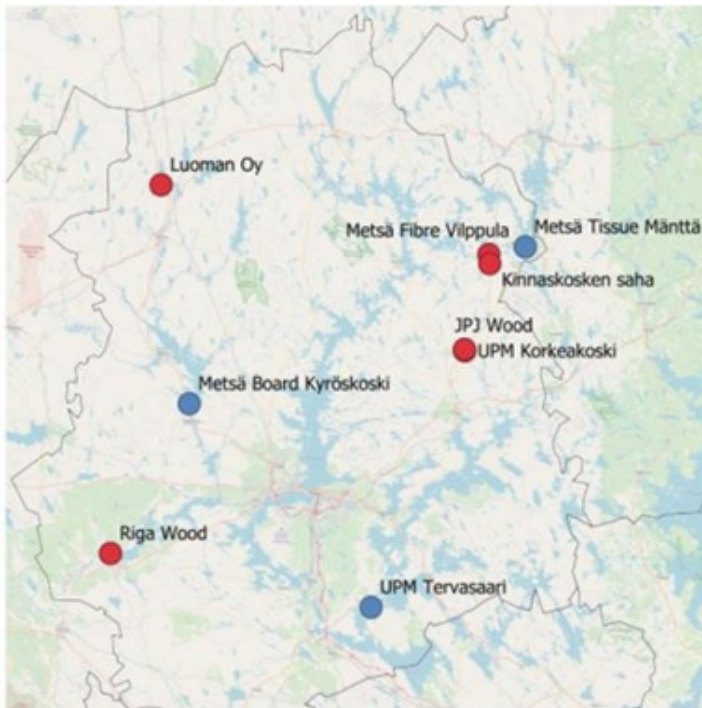 Luoman Oy
Metsä Fibre Vilppula
Metsä Tissue Mänttä
Kinnaskosken saha
JPJ Wood
UPM Korkeakoski
Metsä Board Kyröskoski
Riga Wood
UPM Tervasaari